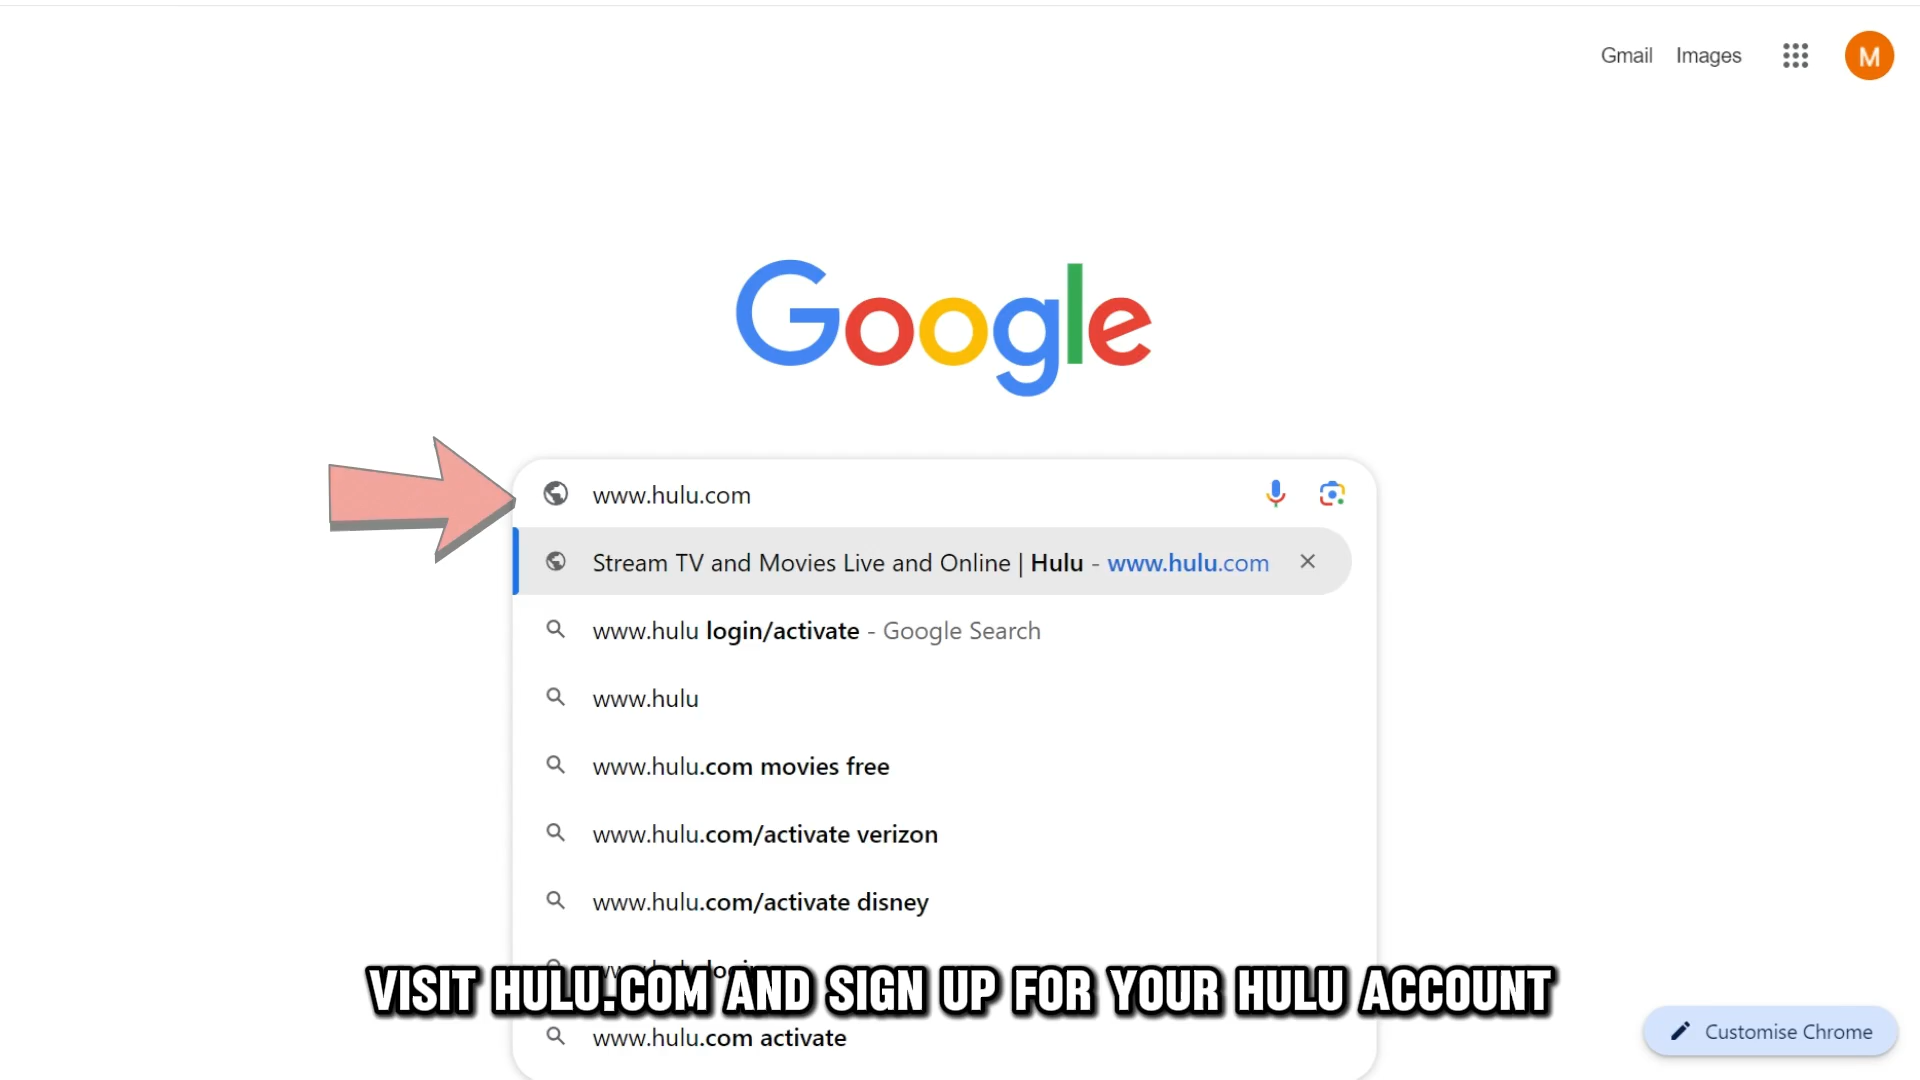 Gmail Images
M
Google
www.hulu.com
Stream TV and Movies Live and Online | Hulu - www.hulu.com
www.hulu login/activate - Google Search
www.hulu
www.hulu.com movies free
www.hulu.com/activate verizon
www.hulu.com/activate disney
VISIT HULU.COM AND SIGN UP FOR YOUR HULU ACCOUNT
www.hulu.com activate
Customise Chrome